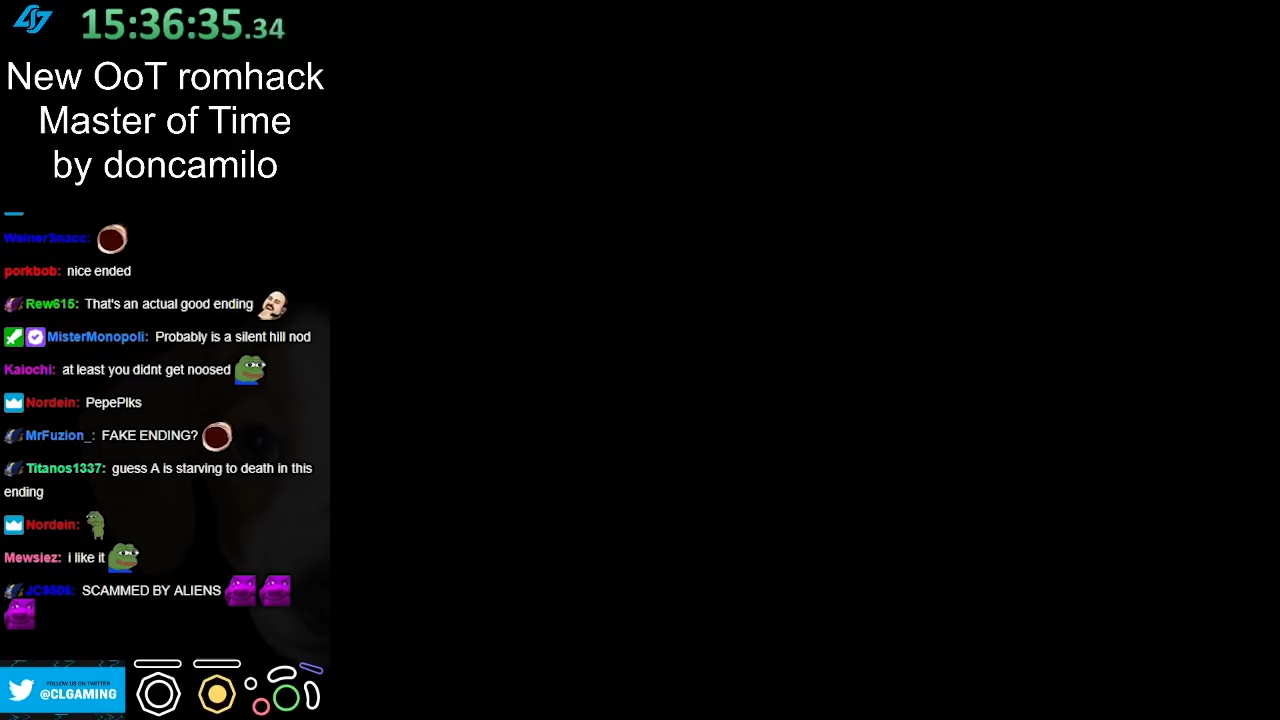 15:36:35.34
New OoT romhack
Master of Time
by doncamilo
WeinerSnacc:
porkbob: nice ended
Rew615: That's an actual good ending
MisterMonopoli: Probably is a silent hill nod
Kaiochi: at least you didnt get noosed
Nordein: PepePIks
MrFuzion_: FAKE ENDING?
Titanos1337: guess A is starving to death in this
ending
Nordein:
Mewsiez: i like it
JC9506: SCAMMED BY ALIENS
FOLLOW US ON TWITTER
@CLGAMING